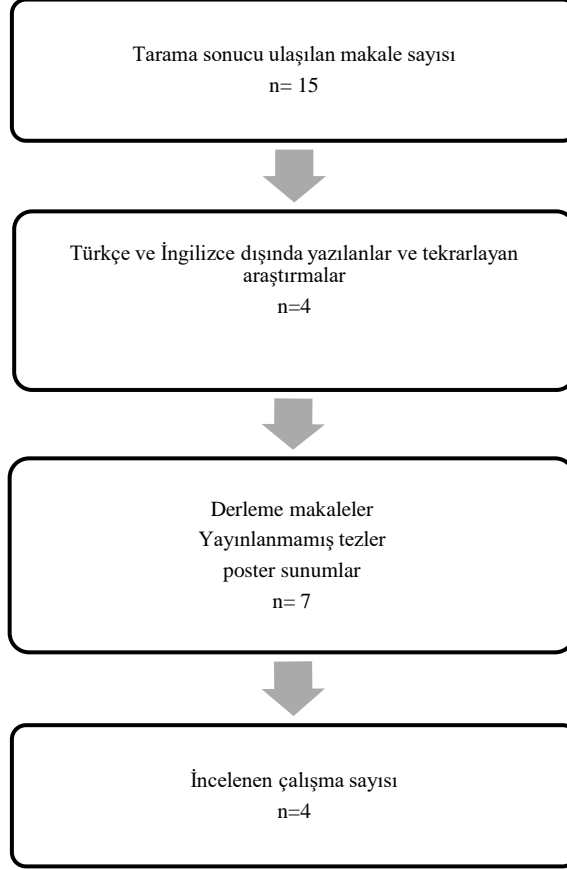 Tarama sonucu ulaşılan makale sayısı
n= 15
Türkçe ve İngilizce dışında yazılanlar ve tekrarlayan
araştırmalar
n=4
Derleme makaleler
Yayınlanmamış tezler
poster sunumlar
n= 7
İncelenen çalışma sayısı
n=4